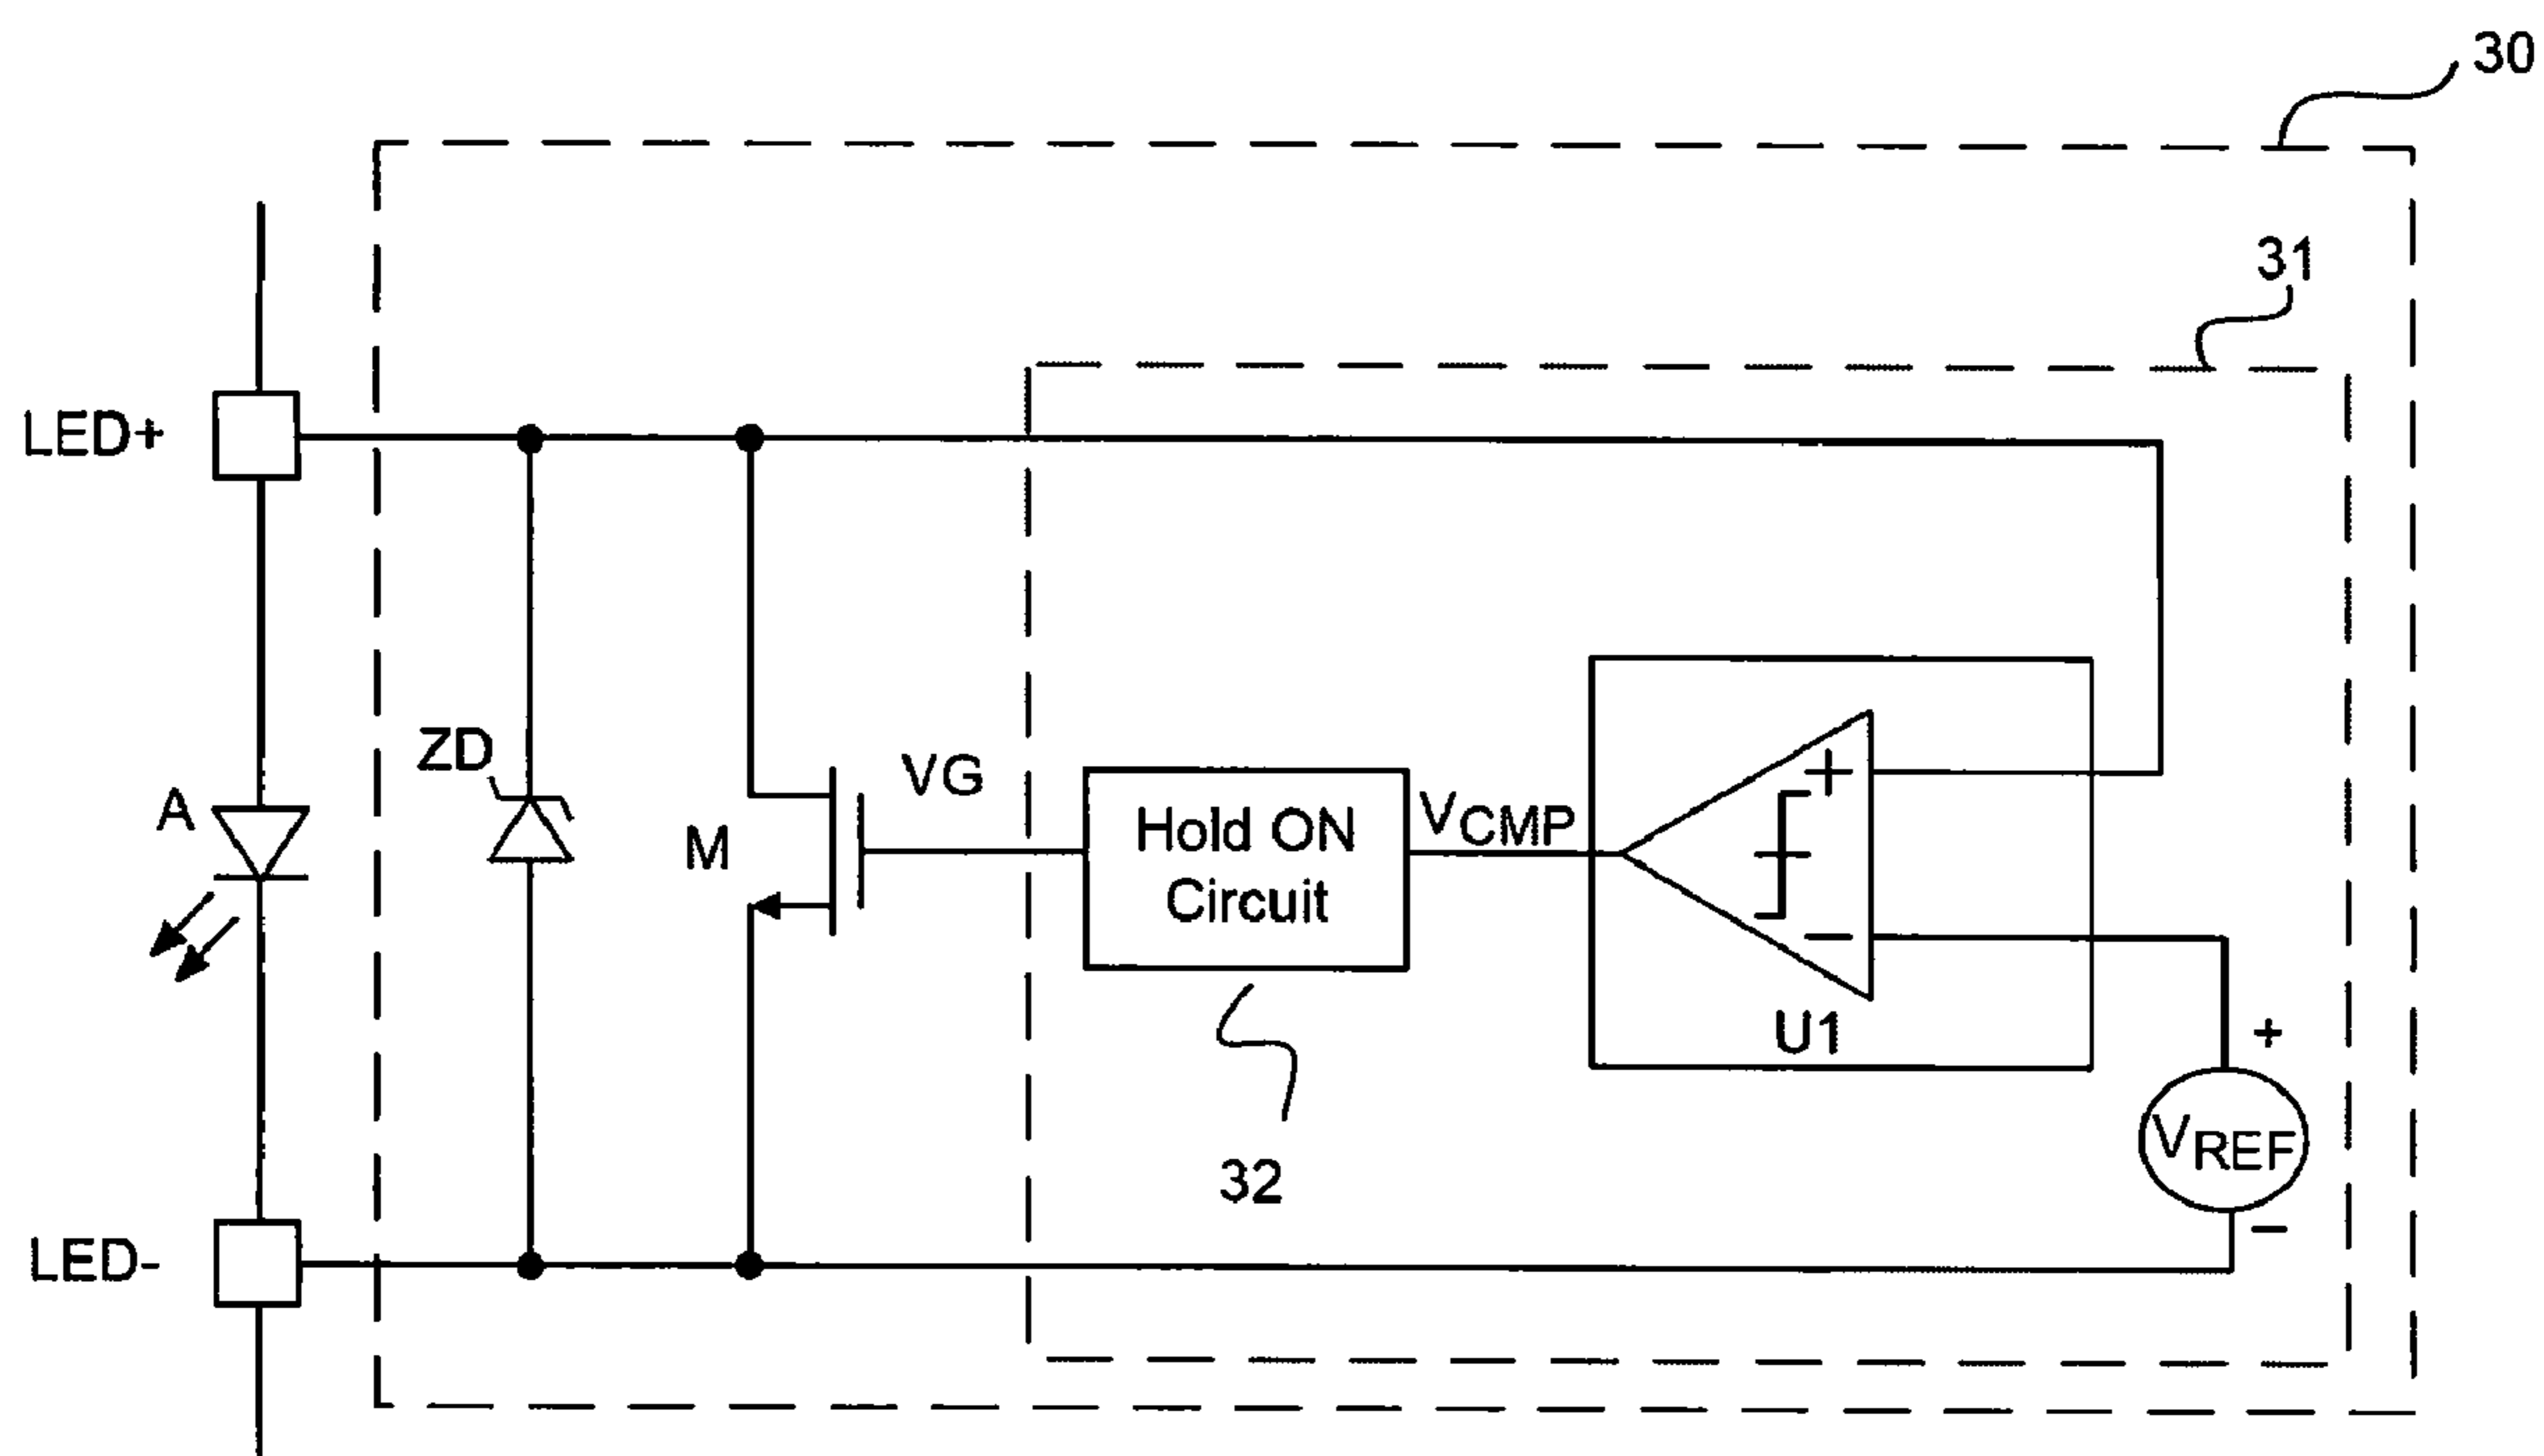 30
31
LED+
ZD
VG
A
M
Hold ON
Circuit
VCMP
+
−
U1
+
VREF
−
32
LED-